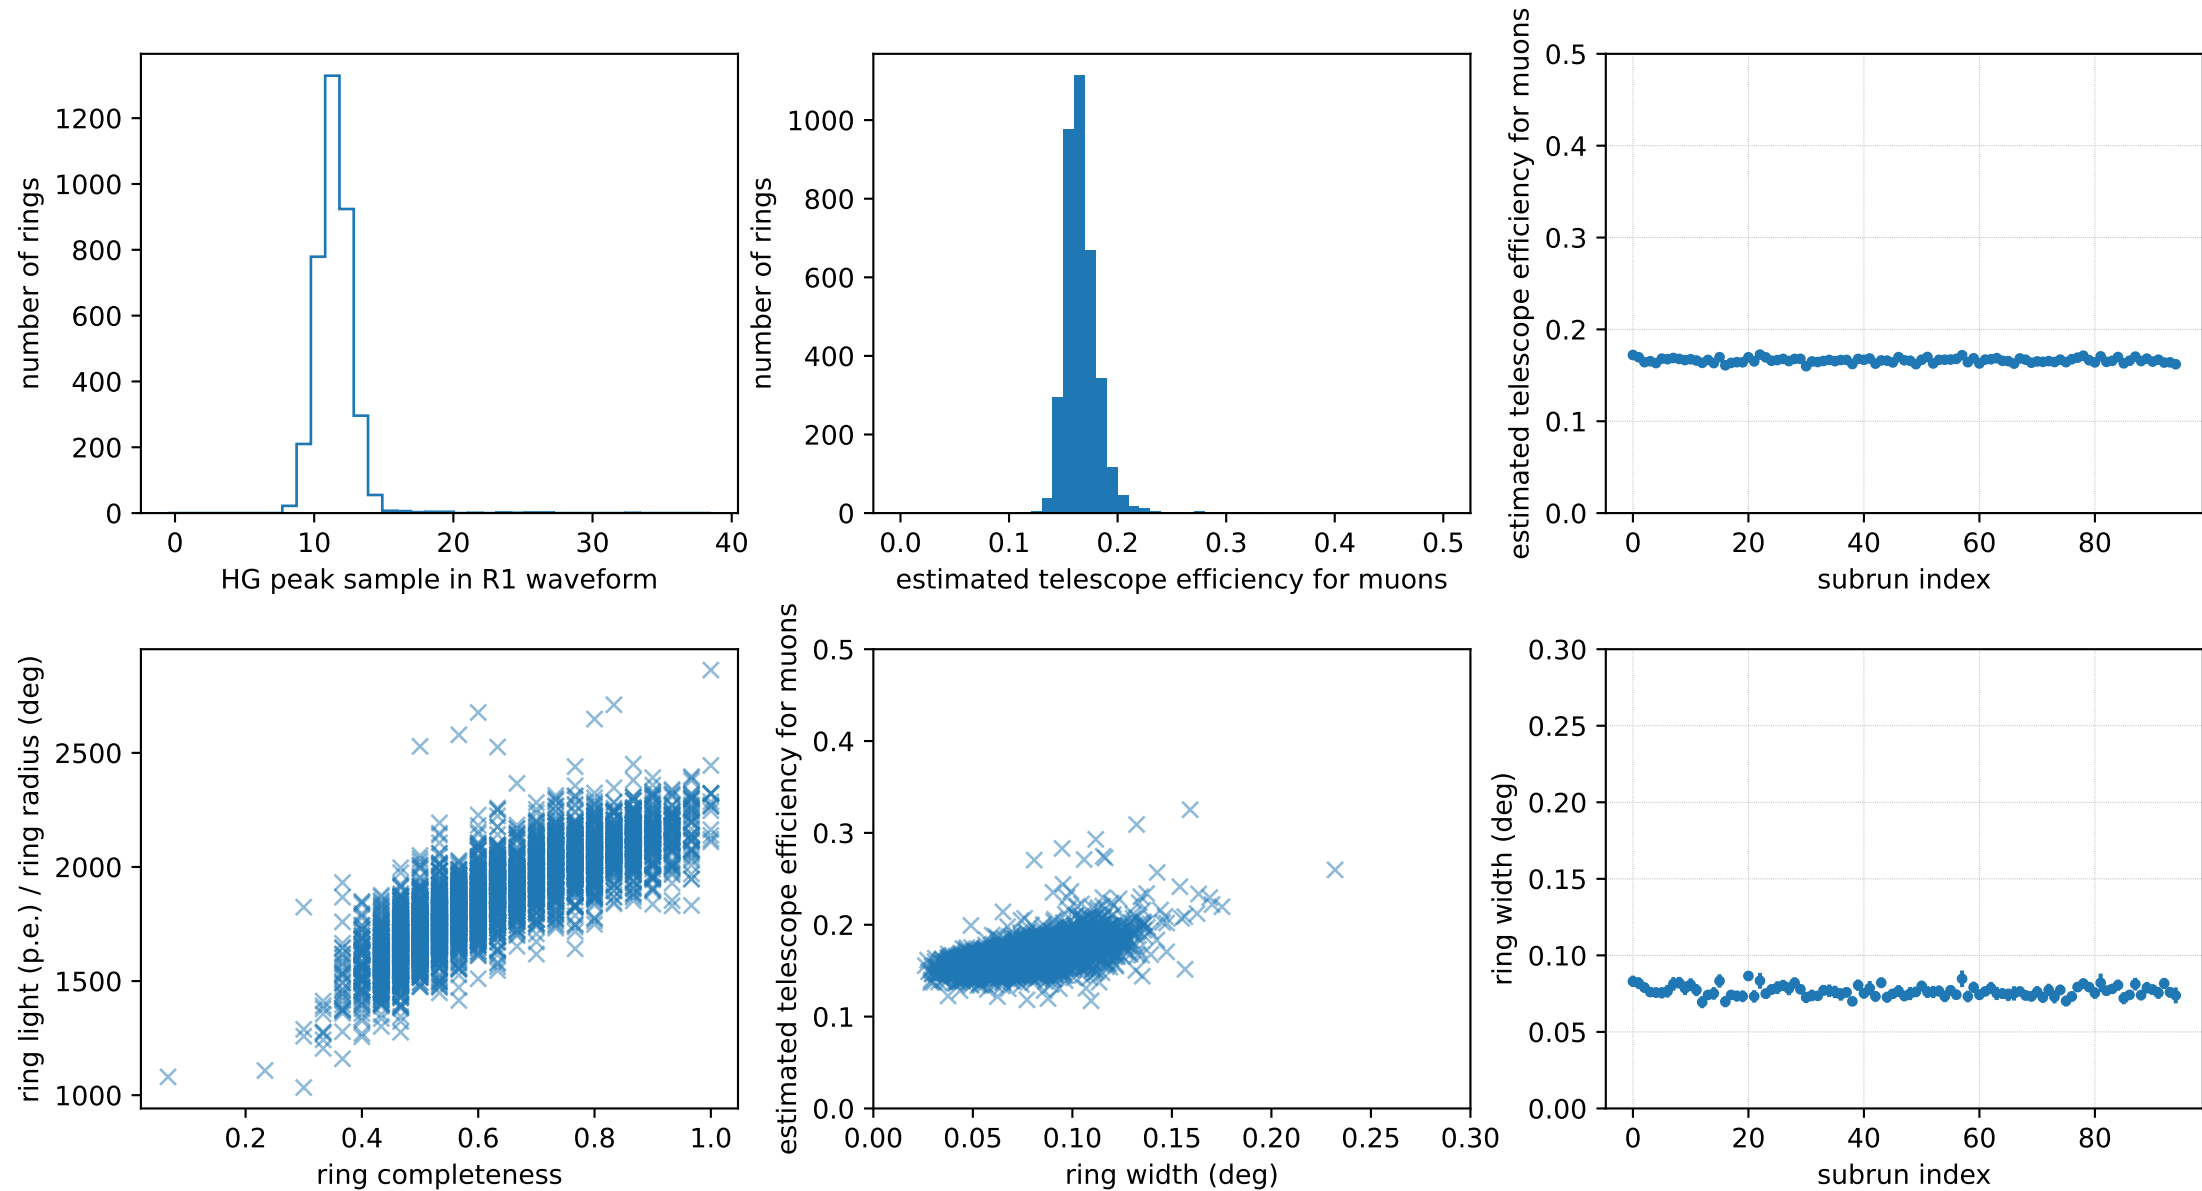 number of rings
1200
1000
800
600
400
200
0
0 10 20 30 40
HG peak sample in R1 waveform
number of rings
1000
800
600
400
200
0
0.0 0.1 0.2 0.3 0.4 0.5
estimated telescope efficiency for muons
estimated telescope efficiency for muons
0.5
0.4
0.3
0.2
0.1
0.0
0 20 40 60 80
subrun index
ring light (p.e.) / ring radius (deg)
2500
2000
1500
1000
0.2 0.4 0.6 0.8 1.0
ring completeness
estimated telescope efficiency for muons
0.5
0.4
0.3
0.2
0.1
0.0
0.00 0.05 0.10 0.15 0.20 0.25 0.30
ring width (deg)
ring width (deg)
0.30
0.25
0.20
0.15
0.10
0.05
0.00
0 20 40 60 80
subrun index